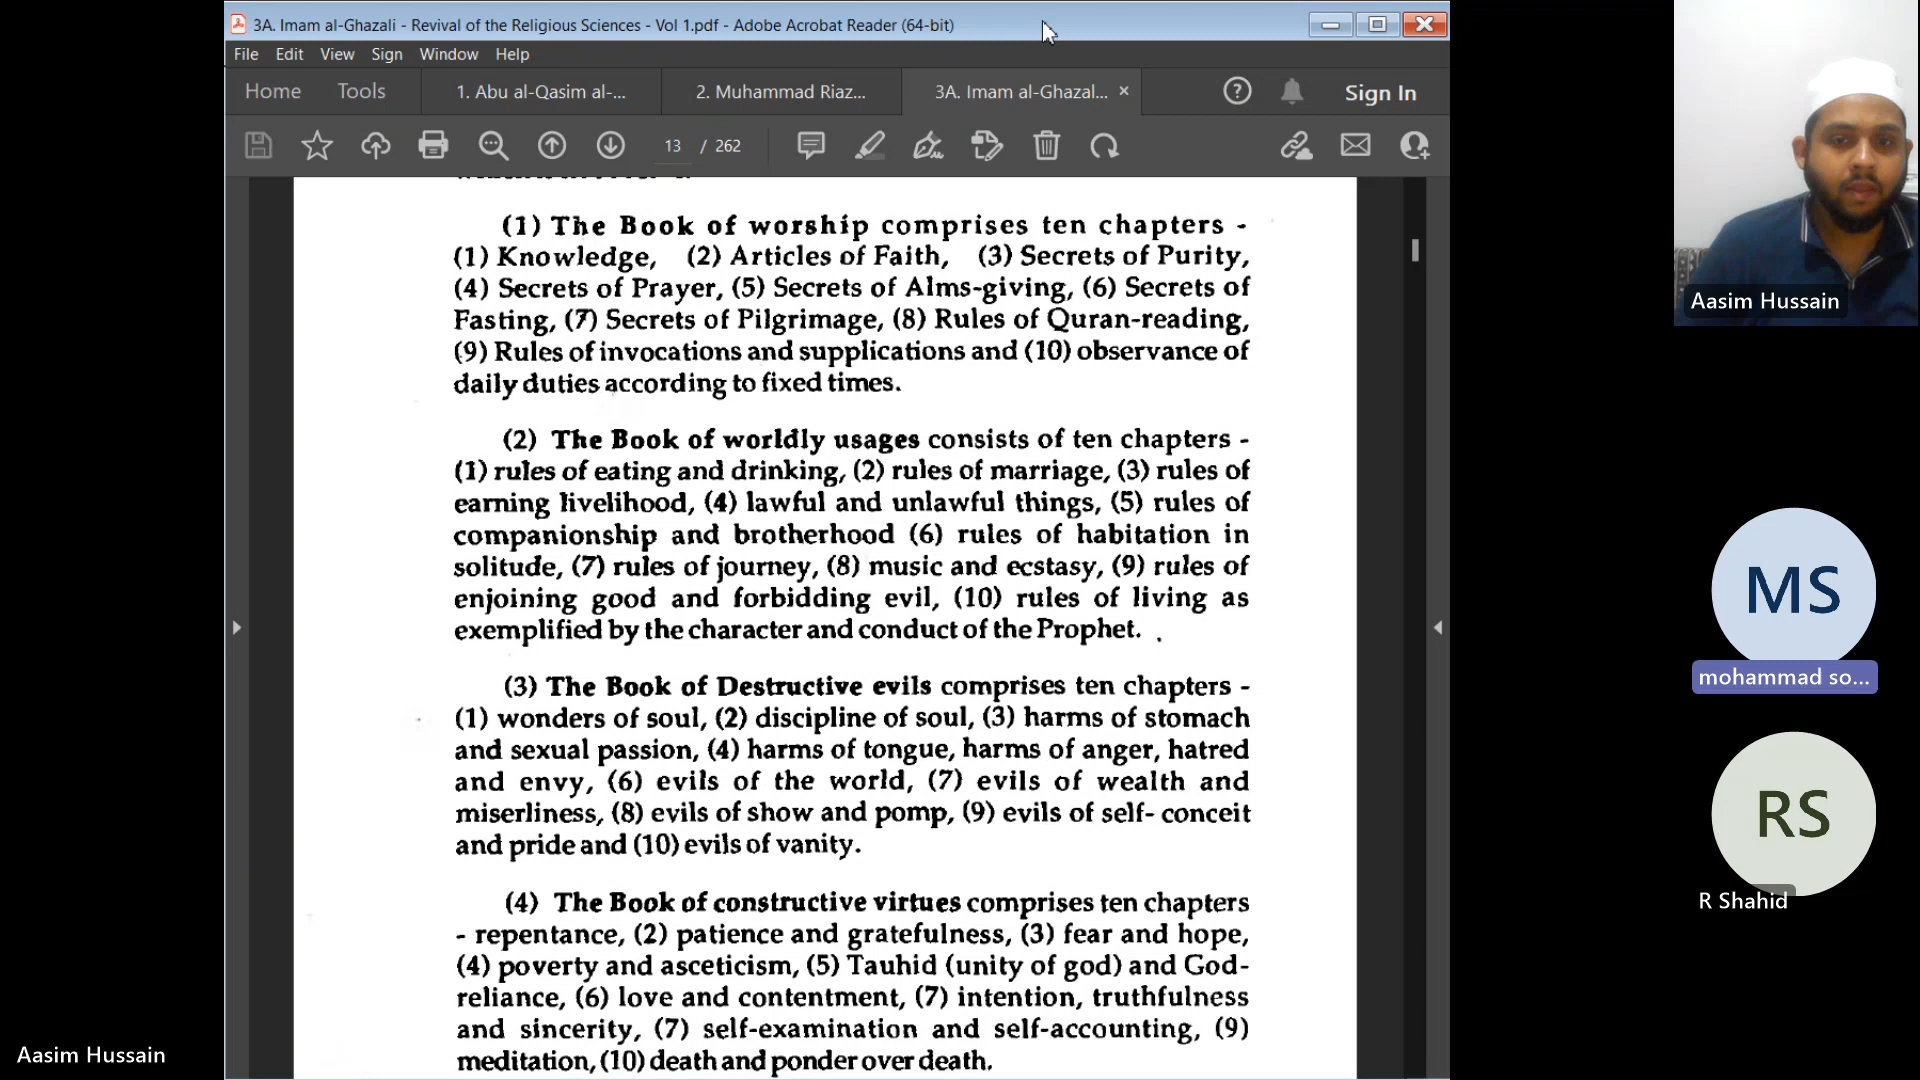 3A. Imam al-Ghazali - Revival of the Religious Sciences - Vol 1.pdf - Adobe Acrobat Reader (64-bit)
File Edit View Sign Window Help
Home Tools 1. Abu al-Qasim al-... 2. Muhammad Riaz... 3A. Imam al-Ghazal... × Sign In
13 / 262
(1) The Book of worship comprises ten chapters -
(1) Knowledge, (2) Articles of Faith, (3) Secrets of Purity,
(4) Secrets of Prayer, (5) Secrets of Alms-giving, (6) Secrets of
Fasting, (7) Secrets of Pilgrimage, (8) Rules of Quran-reading,
(9) Rules of invocations and supplications and (10) observance of
daily duties according to fixed times.
(2) The Book of worldly usages consists of ten chapters -
(1) rules of eating and drinking, (2) rules of marriage, (3) rules of
earning livelihood, (4) lawful and unlawful things, (5) rules of
companionship and brotherhood (6) rules of habitation in
solitude, (7) rules of journey, (8) music and ecstasy, (9) rules of
enjoining good and forbidding evil, (10) rules of living as
exemplified by the character and conduct of the Prophet.
(3) The Book of Destructive evils comprises ten chapters -
(1) wonders of soul, (2) discipline of soul, (3) harms of stomach
and sexual passion, (4) harms of tongue, harms of anger, hatred
and envy, (6) evils of the world, (7) evils of wealth and
miserliness, (8) evils of show and pomp, (9) evils of self- conceit
and pride and (10) evils of vanity.
(4) The Book of constructive virtues comprises ten chapters
- repentance, (2) patience and gratefulness, (3) fear and hope,
(4) poverty and asceticism, (5) Tauhid (unity of god) and God-
reliance, (6) love and contentment, (7) intention, truthfulness
and sincerity, (7) self-examination and self-accounting, (9)
meditation, (10) death and ponder over death.
Aasim Hussain
MS
mohammad so...
RS
R Shahid
Aasim Hussain